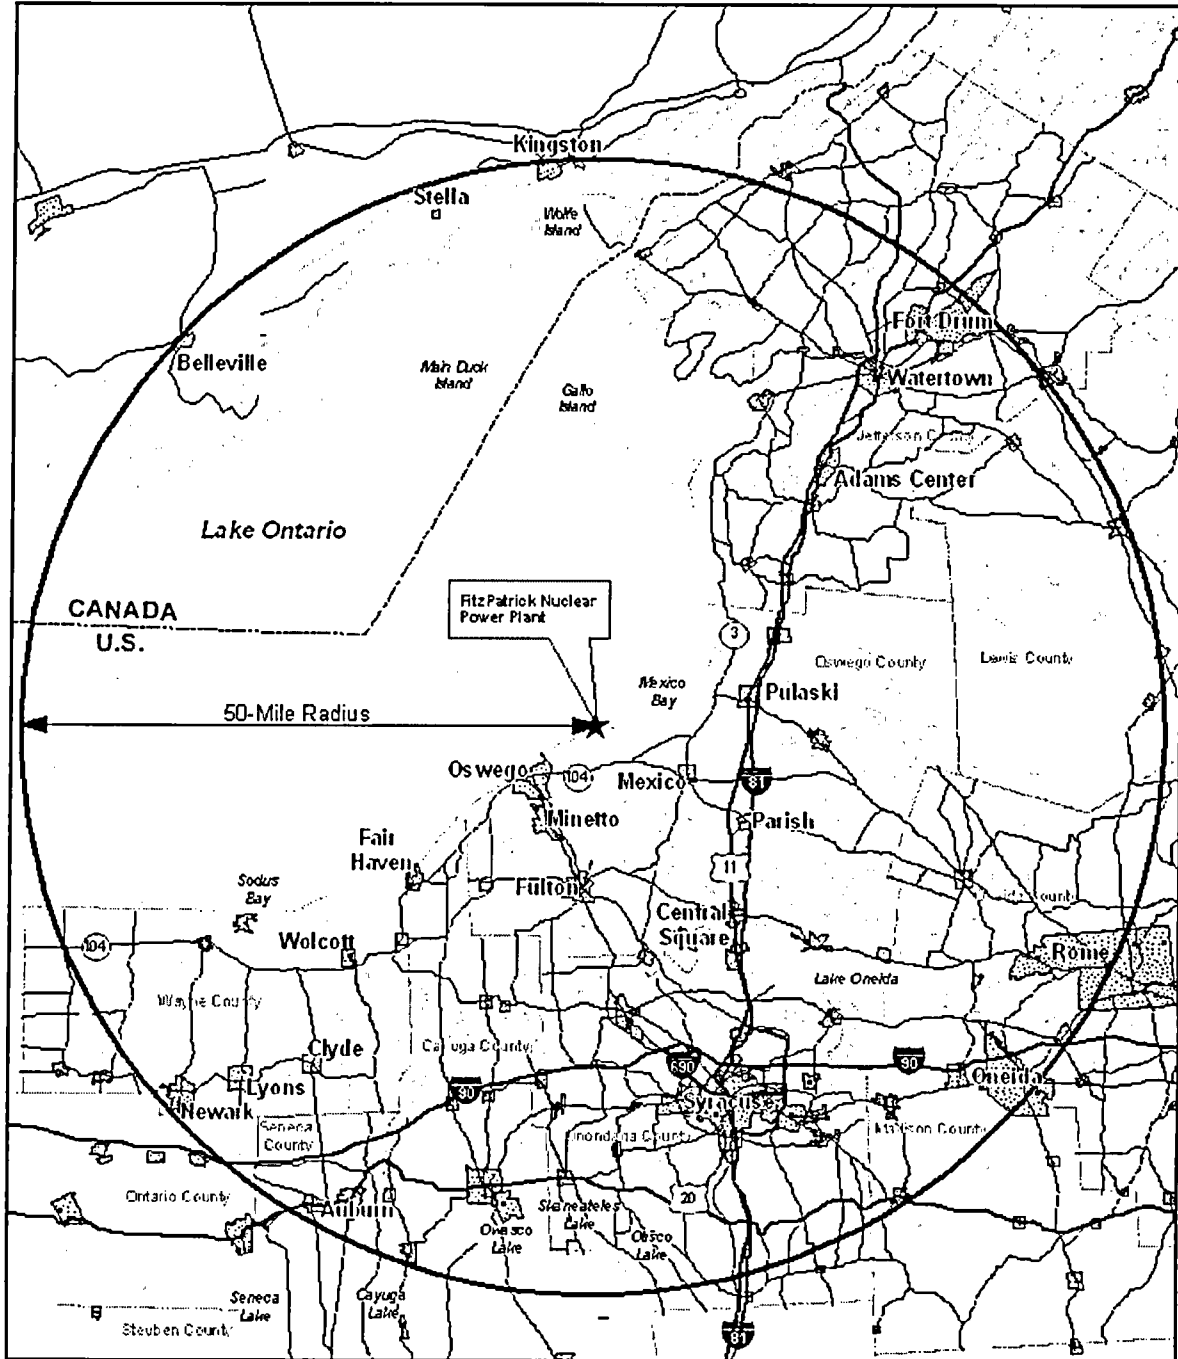 Kingston
Stella
Wolfe
Island
Fort Drum
Belleville
Main Duck
Island
Gallo
Island
Watertown
Jefferson County
Adams Center
Lake Ontario
FitzPatrick Nuclear
Power Plant
CANADA
U.S.
3
Oswego County
Lewis County
Mexico
Bay
Pulaski
50-Mile Radius
Oswego
104
Mexico
81
Minetto
Parish
Fair
Haven
11
Sodus
Bay
Fulton
Central
Square
104
Wolcott
Rome
Lake Oneida
Wayne County
Clyde
Cayuga County
690
90
Lyons
90
Oneida
Newark
Syracuse
Seneca
County
Onondaga County
Madison County
Ontario County
Auburn
20
Skaneateles
Lake
Owasco
Lake
Otisco
Lake
Seneca
Lake
Cayuga
Lake
Steuben County
81